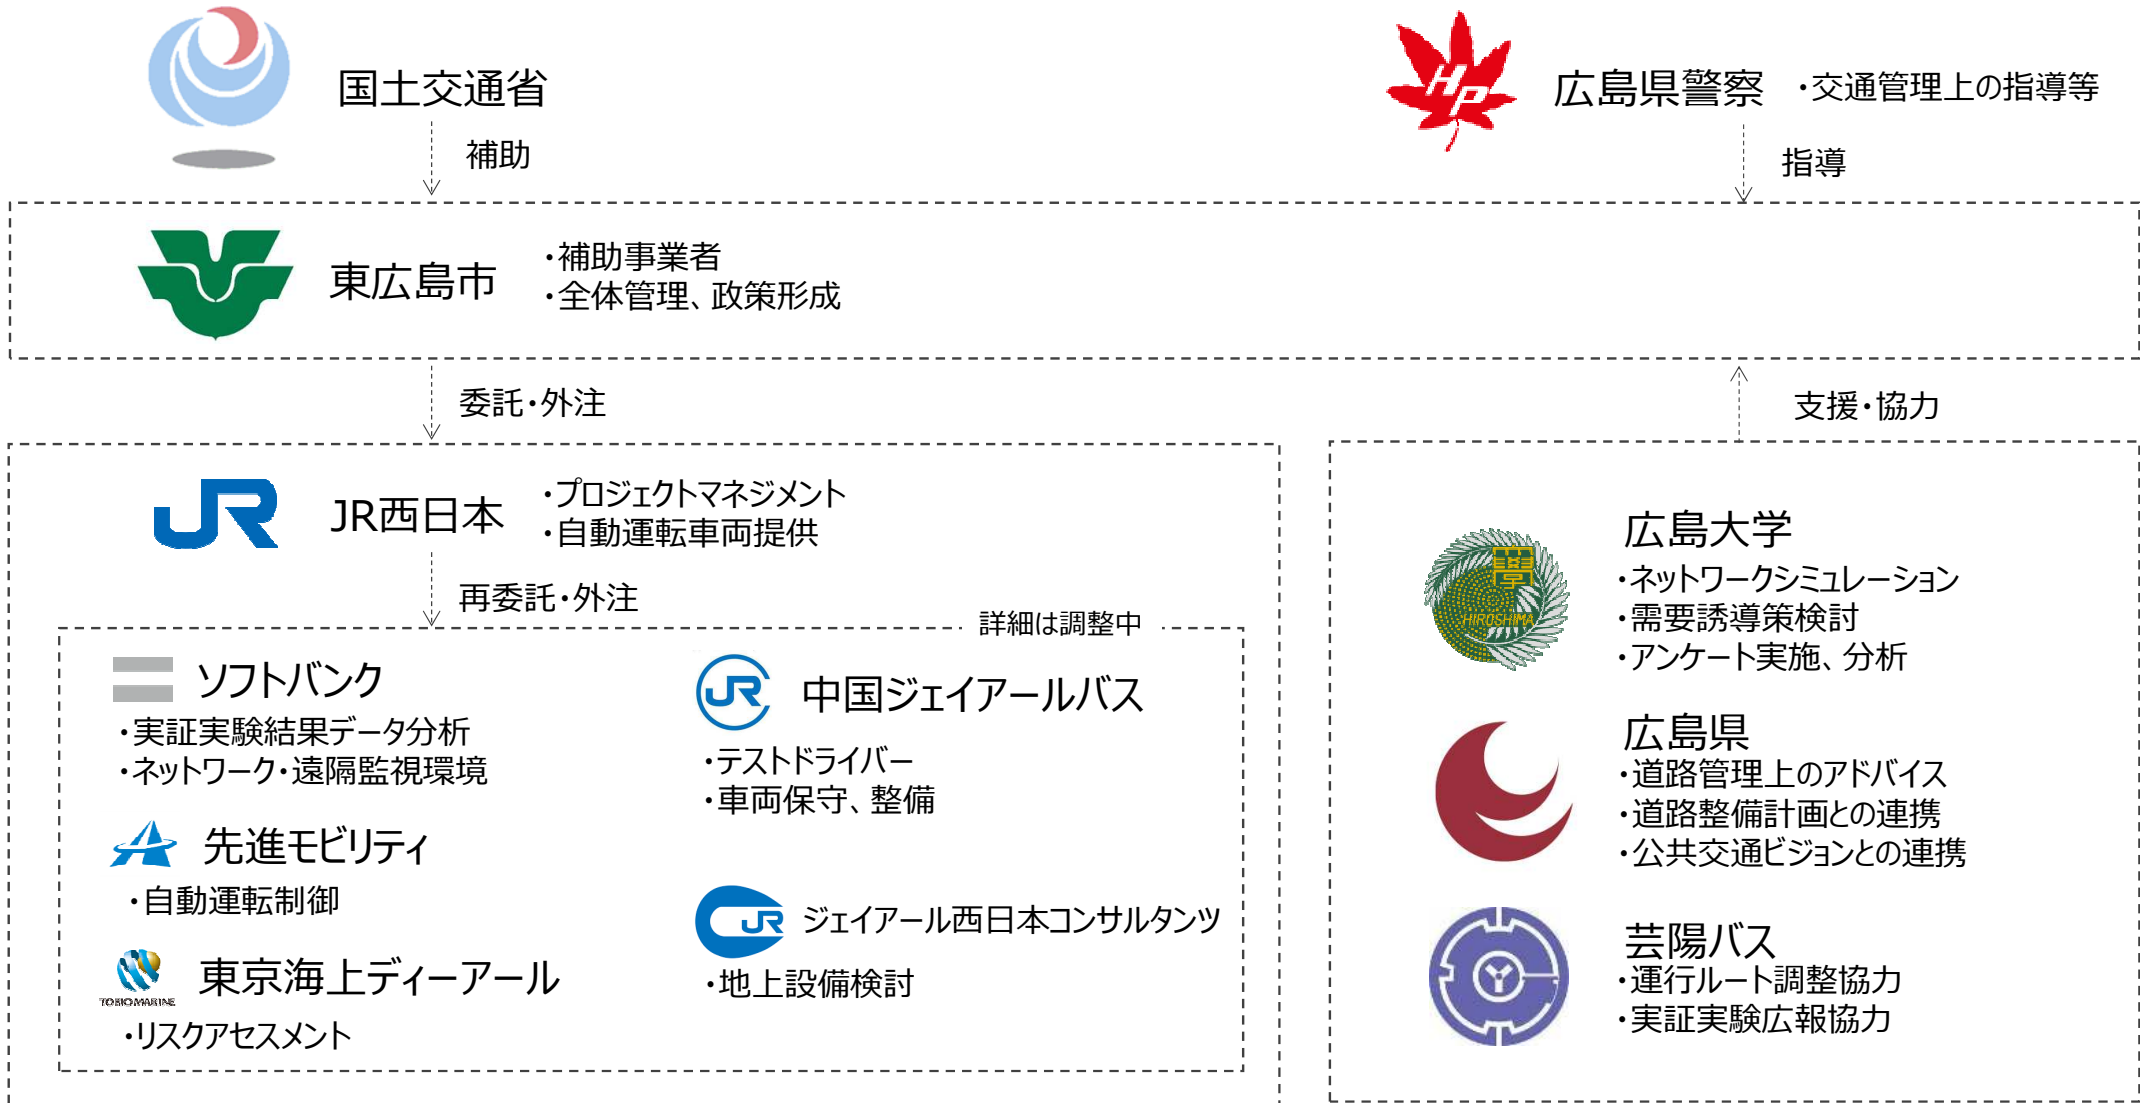 国土交通省
補助
HP
広島県警察
・交通管理上の指導等
指導
東広島市
・補助事業者
・全体管理、政策形成
委託・外注
支援・協力
JR
JR西日本
・プロジェクトマネジメント
・自動運転車両提供
再委託・外注
詳細は調整中
ソフトバンク
・実証実験結果データ分析
・ネットワーク・遠隔監視環境
先進モビリティ
・自動運転制御
TOKIO MARINE
東京海上ディーアール
・リスクアセスメント
JR
中国ジェイアールバス
・テストドライバー
・車両保守、整備
JR
ジェイアール西日本コンサルタンツ
・地上設備検討
學
HIROSHIMA
広島大学
・ネットワークシミュレーション
・需要誘導策検討
・アンケート実施、分析
広島県
・道路管理上のアドバイス
・道路整備計画との連携
・公共交通ビジョンとの連携
芸陽バス
・運行ルート調整協力
・実証実験広報協力